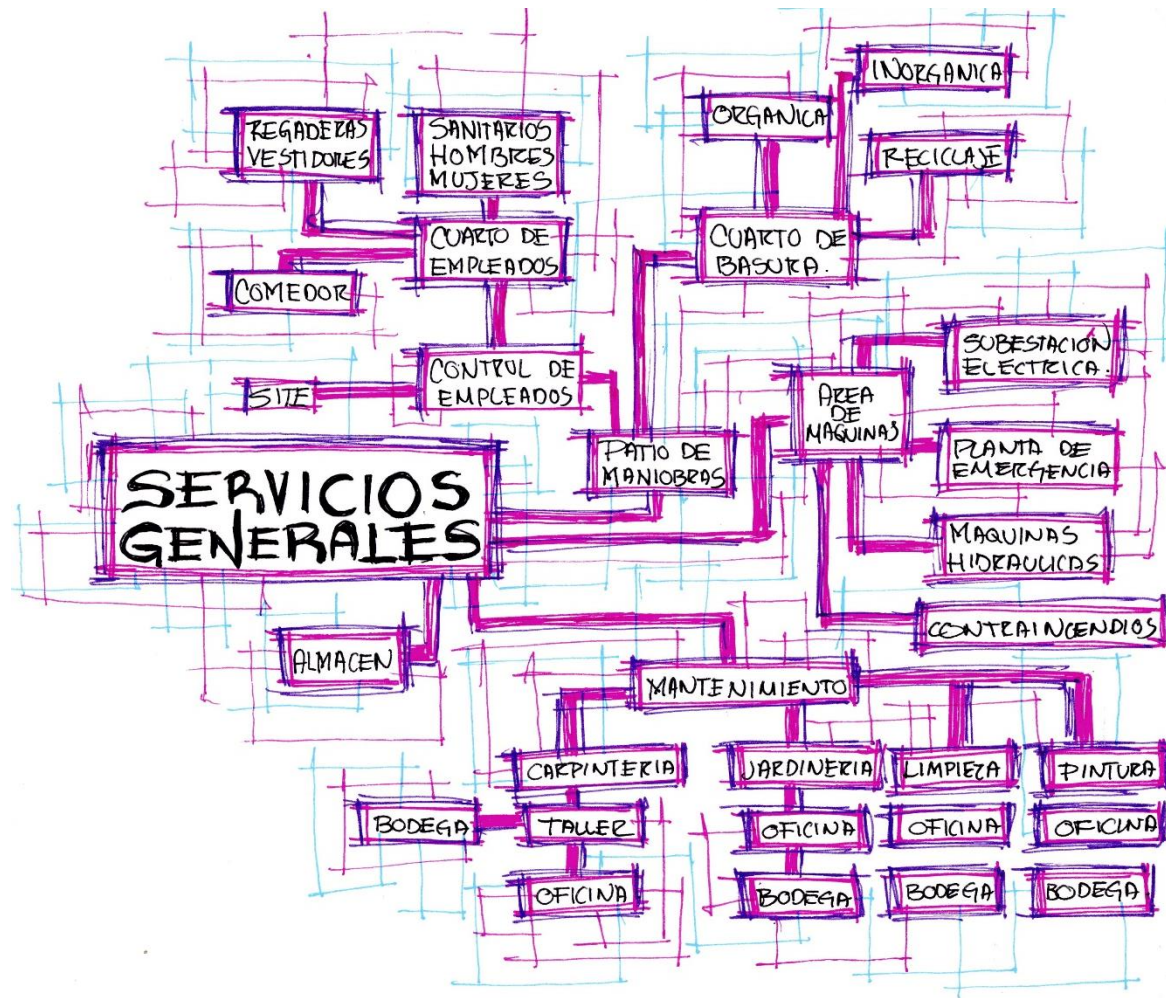 INORGANICA
ORGANICA
REGADERAS
VESTIDORES
SANITARIOS
HOMBRES
MUJERES
RECICLAJE
CUARTO DE
EMPLEADOS
CUARTO DE
BASURA.
COMEDOR
SUBESTACIÓN
ELECTRICA.
CONTROL DE
EMPLEADOS
SITE
AREA
DE
MAQUINAS
PATIO DE
MANIOBRAS
PLANTA DE
EMERGENCIA
SERVICIOS
GENERALES
MAQUINAS
HIDRAULICAS
CONTRAINCENDIOS
ALMACEN
MANTENIMIENTO
CARPINTERIA
JARDINERIA
LIMPIEZA
PINTURA
BODEGA
TALLER
OFICINA
OFICINA
OFICINA
OFICINA
BODEGA
BODEGA
BODEGA